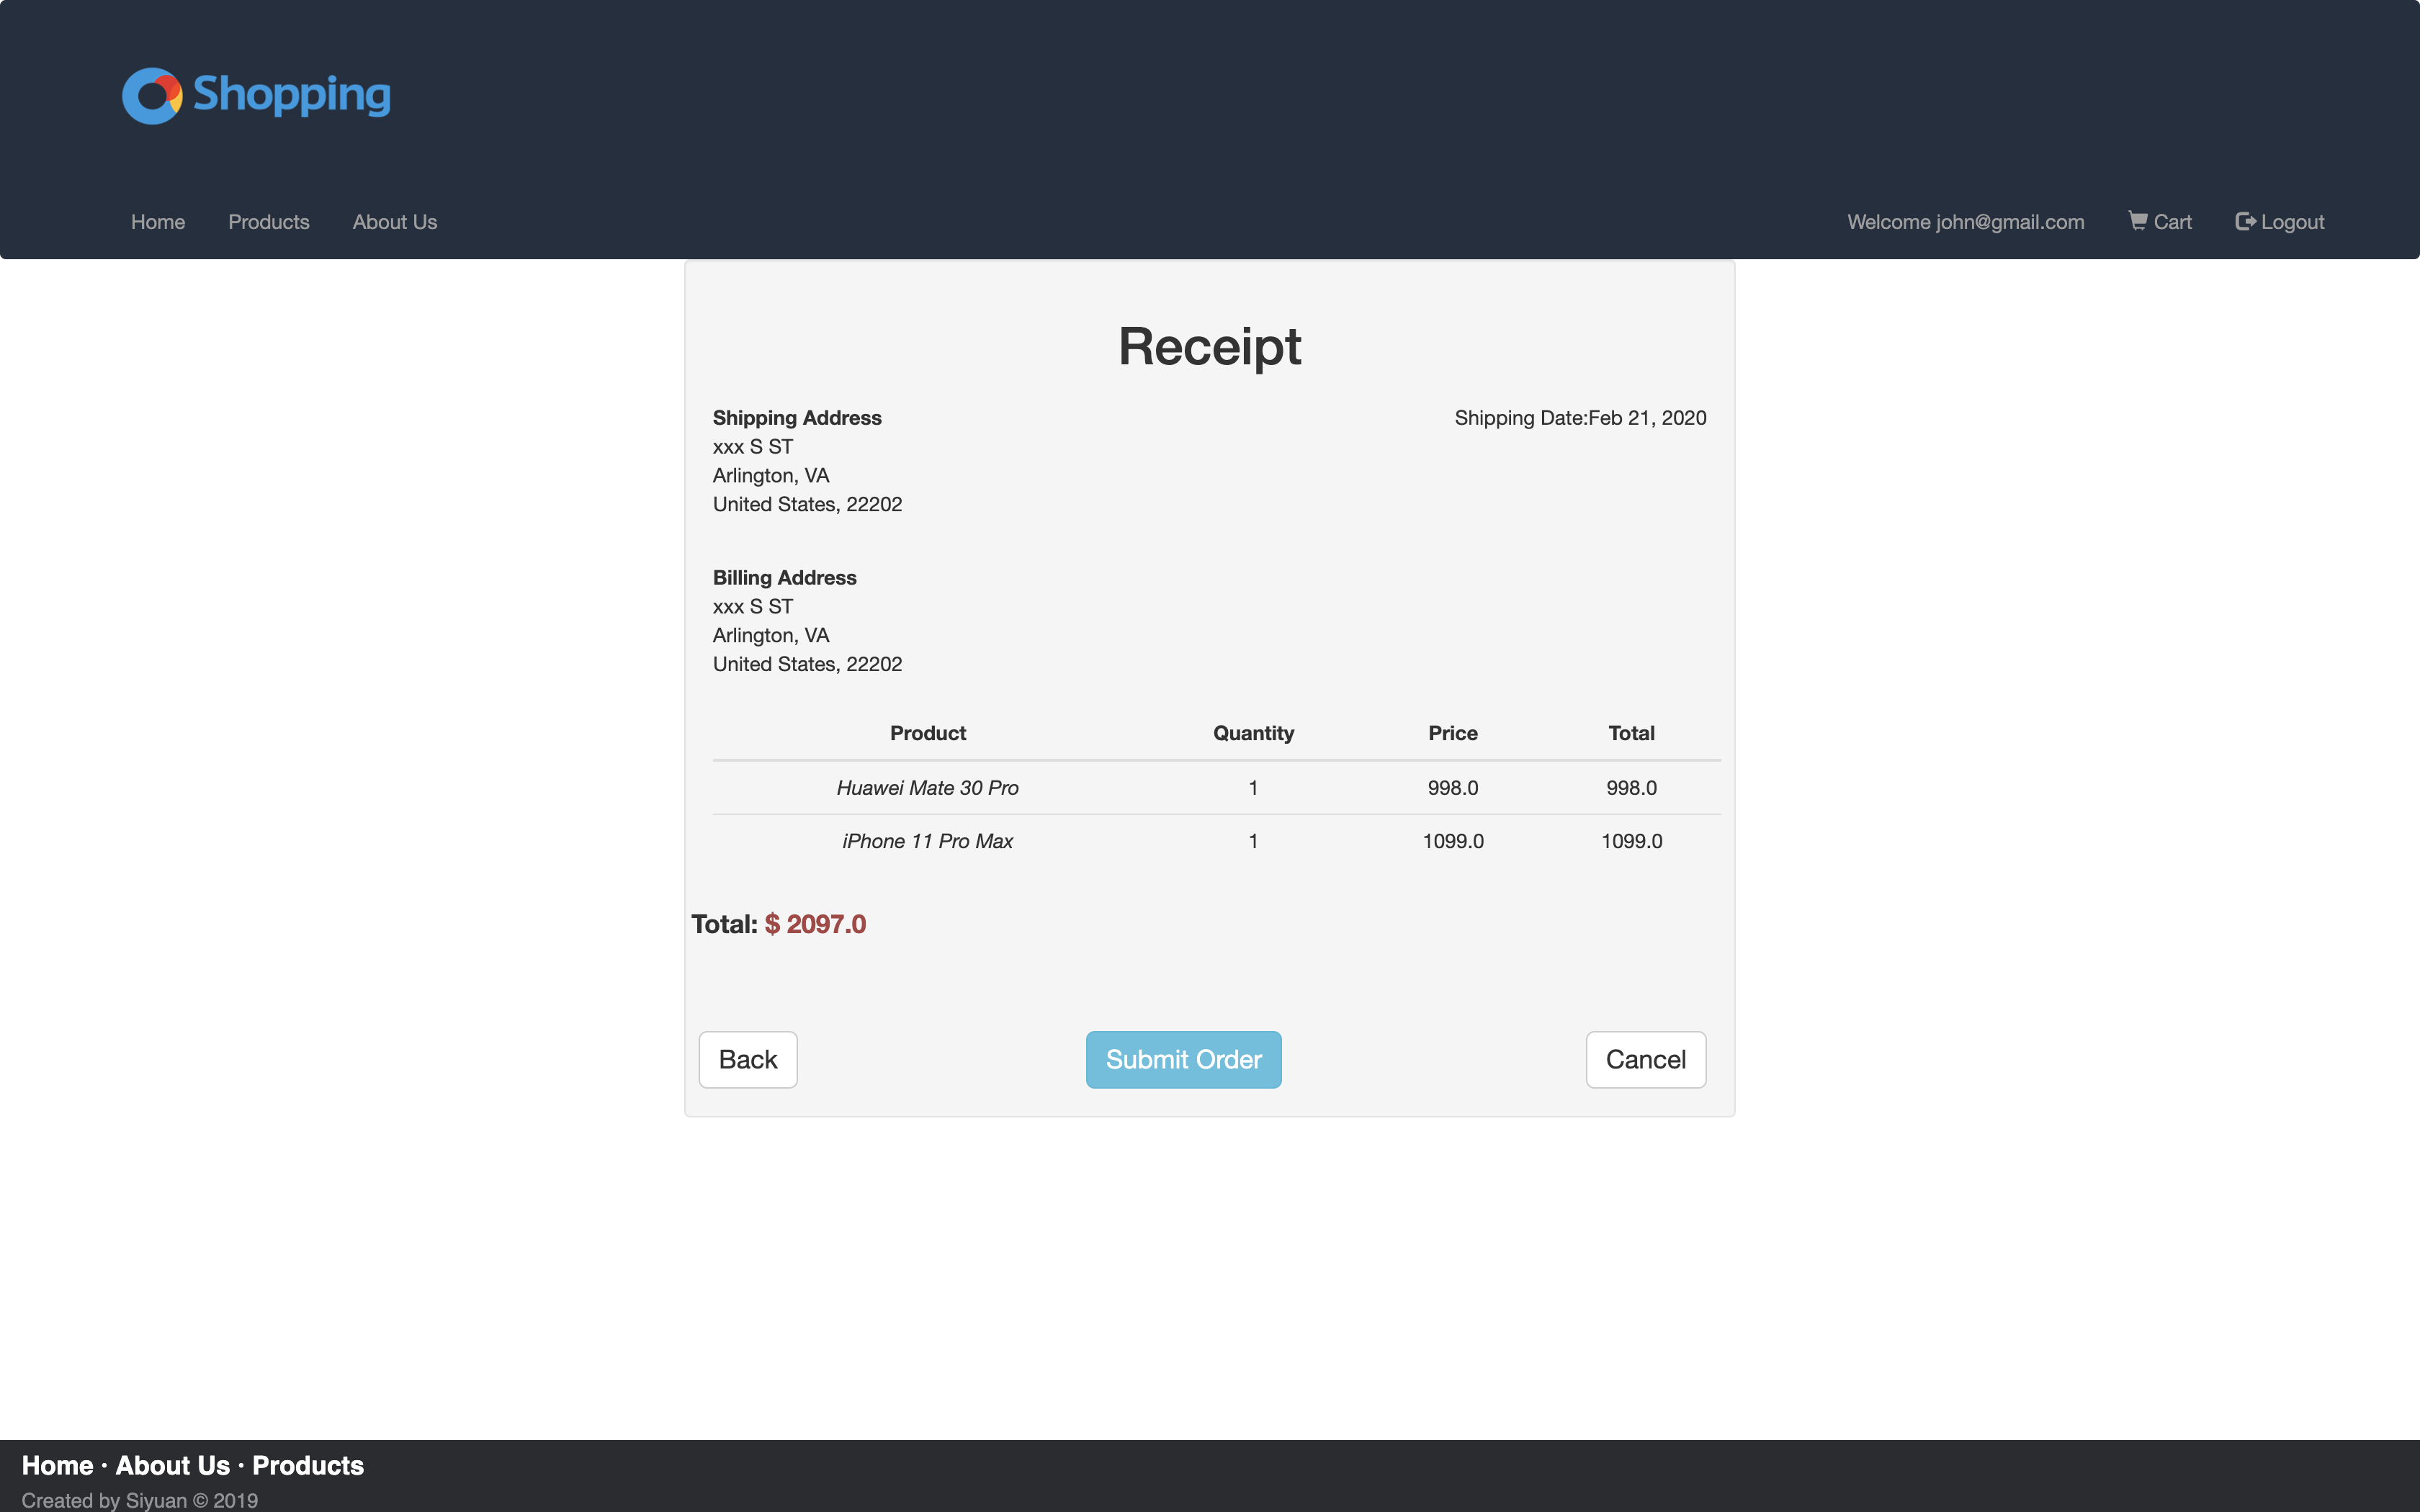 Shopping
Home Products About Us Welcome john@gmail.com Cart Logout
Receipt
Shipping Address Shipping Date:Feb 21, 2020
xxx S ST
Arlington, VA
United States, 22202
Billing Address
xxx S ST
Arlington, VA
United States, 22202
Product Quantity Price Total
Huawei Mate 30 Pro 1 998.0 998.0
iPhone 11 Pro Max 1 1099.0 1099.0
Total: $ 2097.0
Back Submit Order Cancel
Home · About Us · Products
Created by Siyuan © 2019